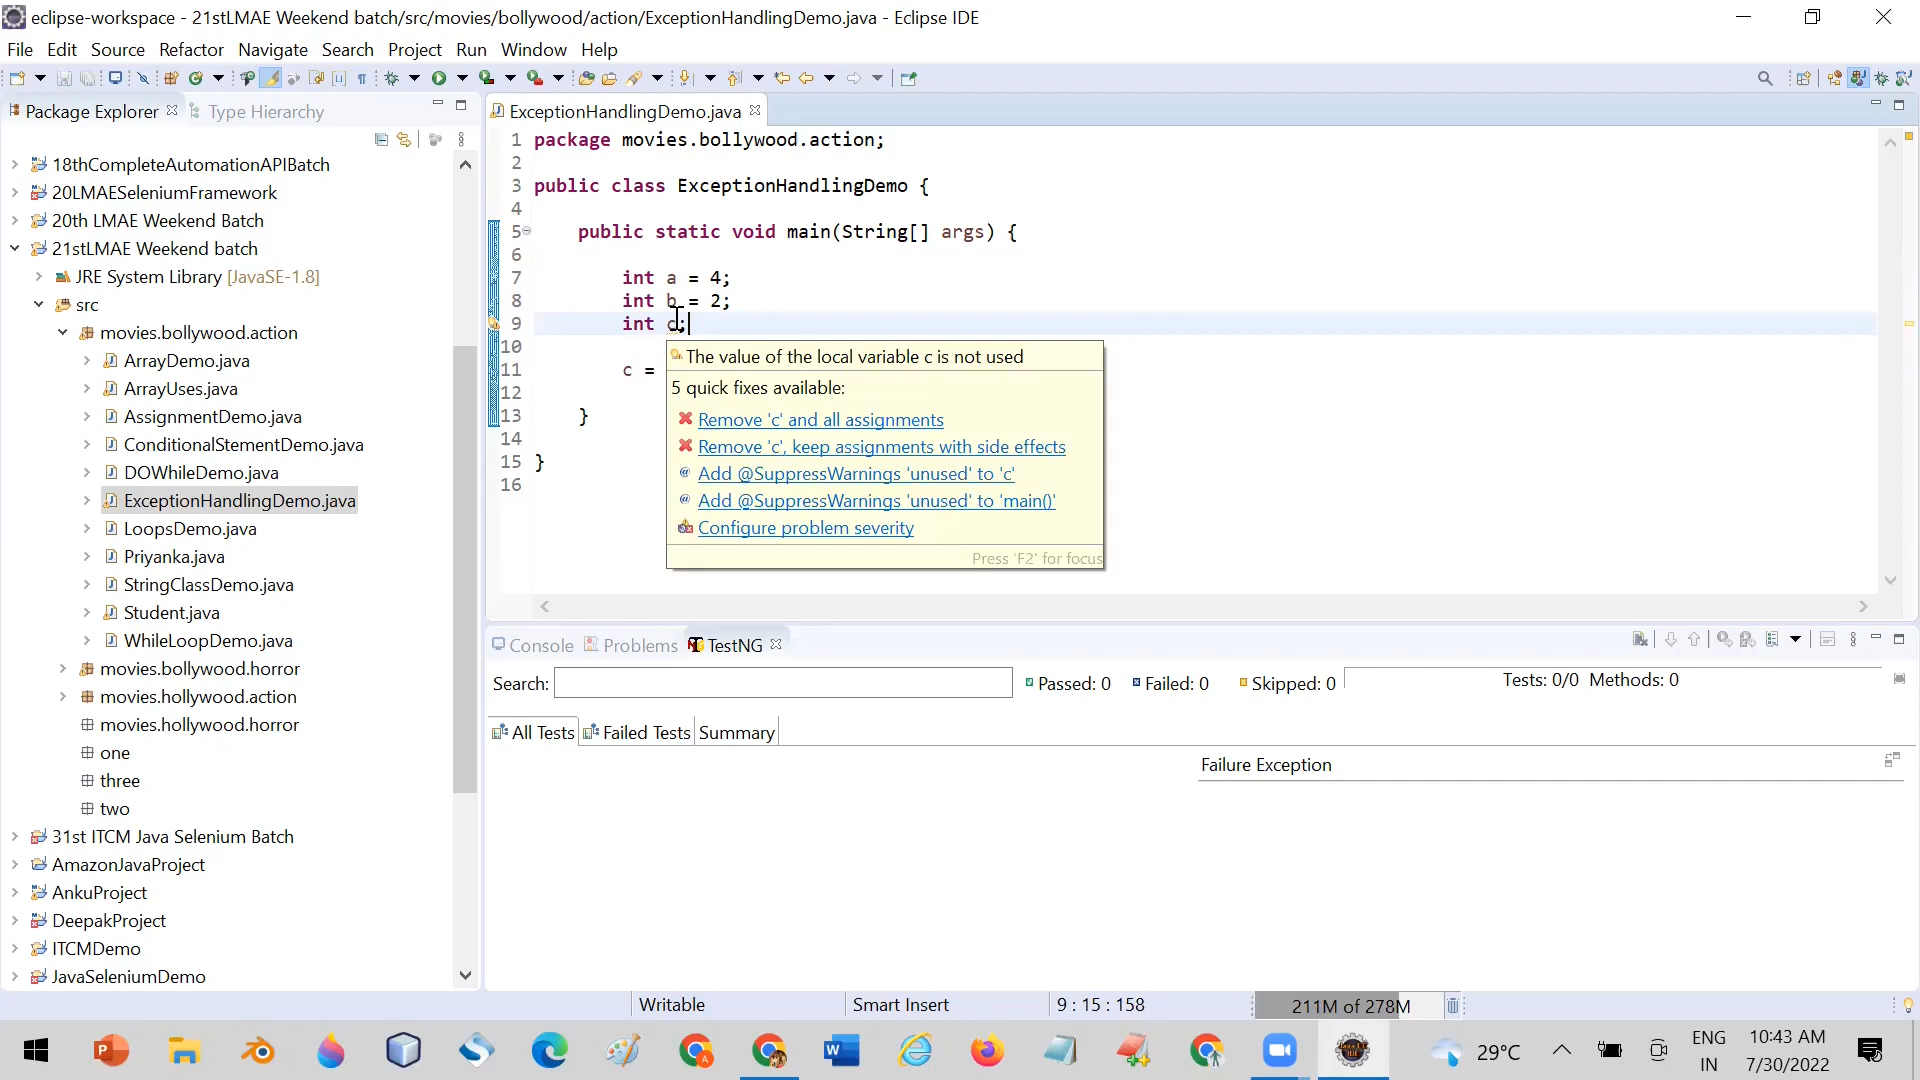 eclipse-workspace - 21stLMAE Weekend batch/src/movies/bollywood/action/ExceptionHandlingDemo.java - Eclipse IDE
File Edit Source Refactor Navigate Search Project Run Window Help
Package Explorer Type Hierarchy
18thCompleteAutomationAPIBatch
20LMAESeleniumFramework
20th LMAE Weekend Batch
21stLMAE Weekend batch
JRE System Library [JavaSE-1.8]
src
movies.bollywood.action
ArrayDemo.java
ArrayUses.java
AssignmentDemo.java
ConditionalStementDemo.java
DOWhileDemo.java
ExceptionHandlingDemo.java
LoopsDemo.java
Priyanka.java
StringClassDemo.java
Student.java
WhileLoopDemo.java
movies.bollywood.horror
movies.hollywood.action
movies.hollywood.horror
one
three
two
31st ITCM Java Selenium Batch
AmazonJavaProject
AnkuProject
DeepakProject
ITCMDemo
JavaSeleniumDemo
ExceptionHandlingDemo.java
1 package movies.bollywood.action;
2
3 public class ExceptionHandlingDemo {
4
5 public static void main(String[] args) {
6
7 int a = 4;
8 int b = 2;
9 int c;
10
11 c =
12
13 }
14
15 }
16
The value of the local variable c is not used
5 quick fixes available:
Remove 'c' and all assignments
Remove 'c', keep assignments with side effects
@ Add @SuppressWarnings 'unused' to 'c'
@ Add @SuppressWarnings 'unused' to 'main()'
Configure problem severity
Press 'F2' for focus
Console Problems TestNG
Search: Passed: 0 Failed: 0 Skipped: 0 Tests: 0/0 Methods: 0
All Tests Failed Tests Summary
Failure Exception
Writable Smart Insert 9 : 15 : 158 211M of 278M
29°C ENG IN 10:43 AM 7/30/2022